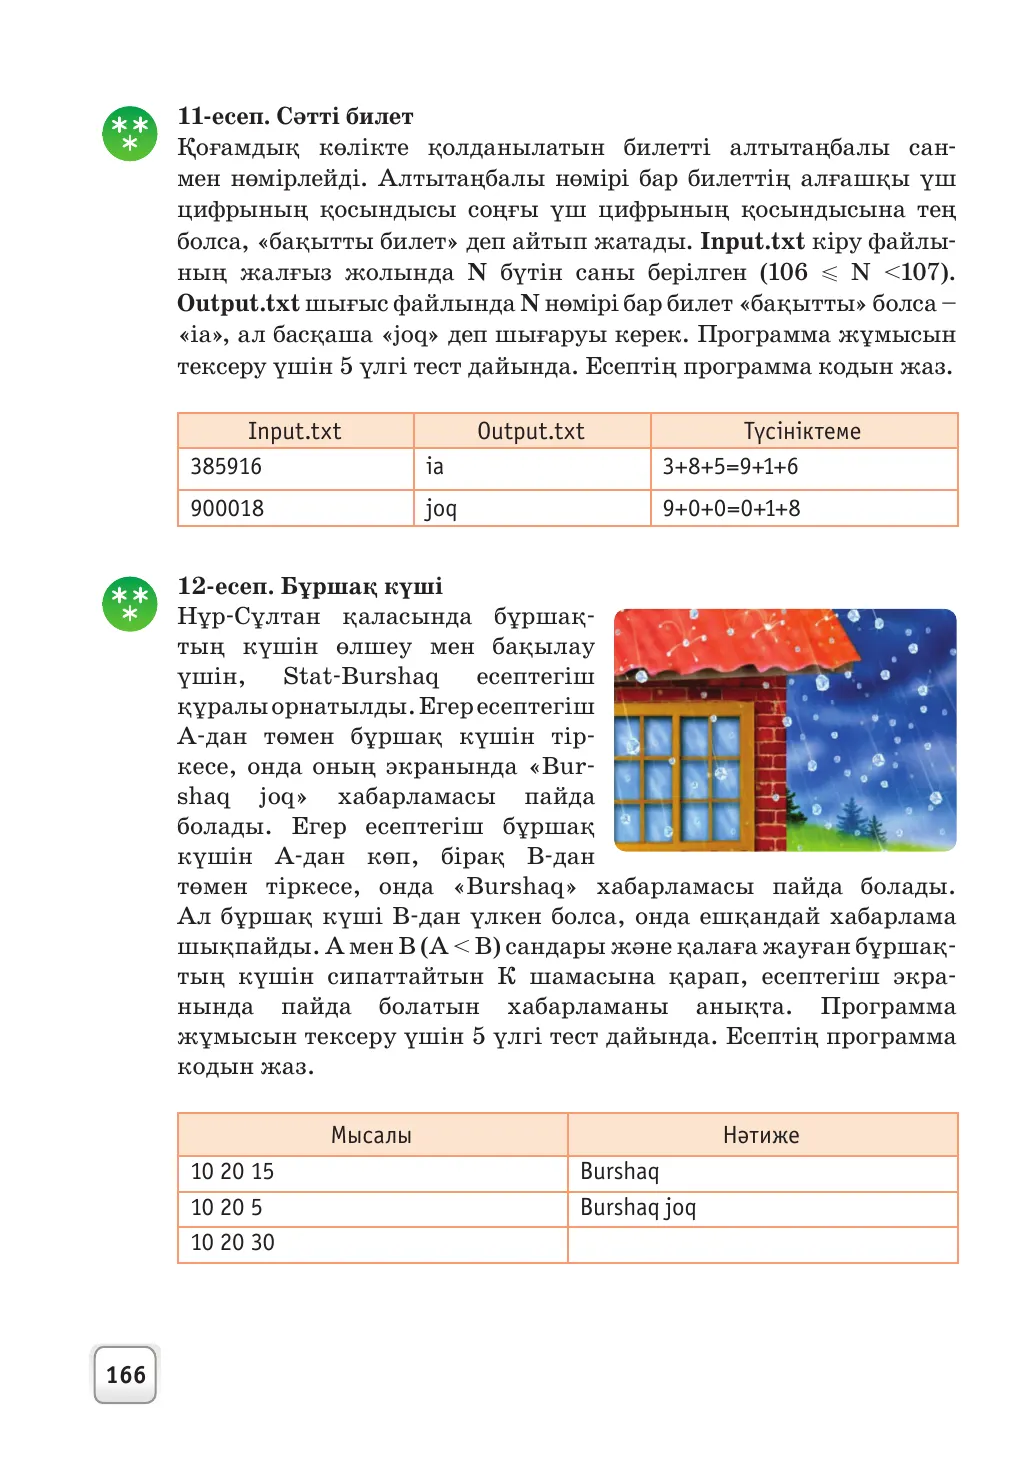 11-есеп. Сәтті билет
Қоғамдық көлікте қолданылатын билетті алтытаңбалы сан-
мен нөмірлейді. Алтытаңбалы нөмірі бар билеттің алғашқы үш
цифрының қосындысы соңғы үш цифрының қосындысына тең
болса, «бақытты билет» деп айтып жатады. Input.txt кіру файлы-
ның жалғыз жолында N бүтін саны берілген (106 ⩽ N <107).
Output.txt шығыс файлында N нөмірі бар билет «бақытты» болса –
«ia», ал басқаша «joq» деп шығаруы керек. Программа жұмысын
тексеру үшін 5 үлгі тест дайында. Есептің программа кодын жаз.
Input.txt Output.txt Түсініктеме
385916 ia 3+8+5=9+1+6
900018 joq 9+0+0=0+1+8
12-есеп. Бұршақ күші
Нұр-Сұлтан қаласында бұршақ-
тың күшін өлшеу мен бақылау
үшін, Stat-Burshaq есептегіш
құралы орнатылды. Егер есептегіш
А-дан төмен бұршақ күшін тір-
кесе, онда оның экранында «Bur-
shaq joq» хабарламасы пайда
болады. Егер есептегіш бұршақ
күшін А-дан көп, бірақ В-дан
төмен тіркесе, онда «Burshaq» хабарламасы пайда болады.
Ал бұршақ күші В-дан үлкен болса, онда ешқандай хабарлама
шықпайды. А мен В (А < В) сандары және қалаға жауған бұршақ-
тың күшін сипаттайтын К шамасына қарап, есептегіш экра-
нында пайда болатын хабарламаны анықта. Программа
жұмысын тексеру үшін 5 үлгі тест дайында. Есептің программа
кодын жаз.
Мысалы Нәтиже
10 20 15 Burshaq
10 20 5 Burshaq joq
10 20 30
166